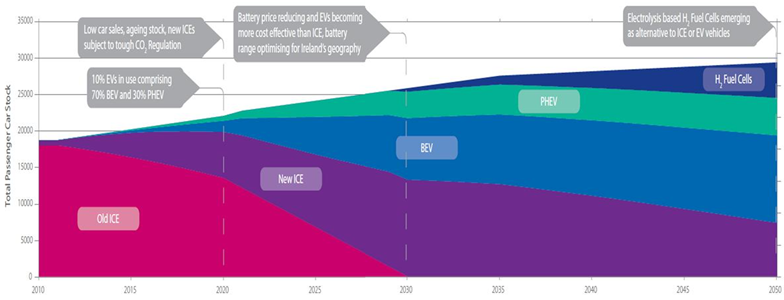 35000
30000
25000
20000
15000
10000
5000
0
Total Passenger Car Stock
Low car sales, ageing stock, new ICEs
subject to tough CO₂ Regulation
10% EVs in use comprising
70% BEV and 30% PHEV
Battery price reducing and EVs becoming
more cost effective than ICE, battery
range optimising for Ireland's geography
Electrolysis based H₂ Fuel Cells emerging
as alternative to ICE or EV vehicles
H₂ Fuel Cells
PHEV
BEV
New ICE
Old ICE
2010 2015 2020 2025 2030 2035 2040 2045 2050